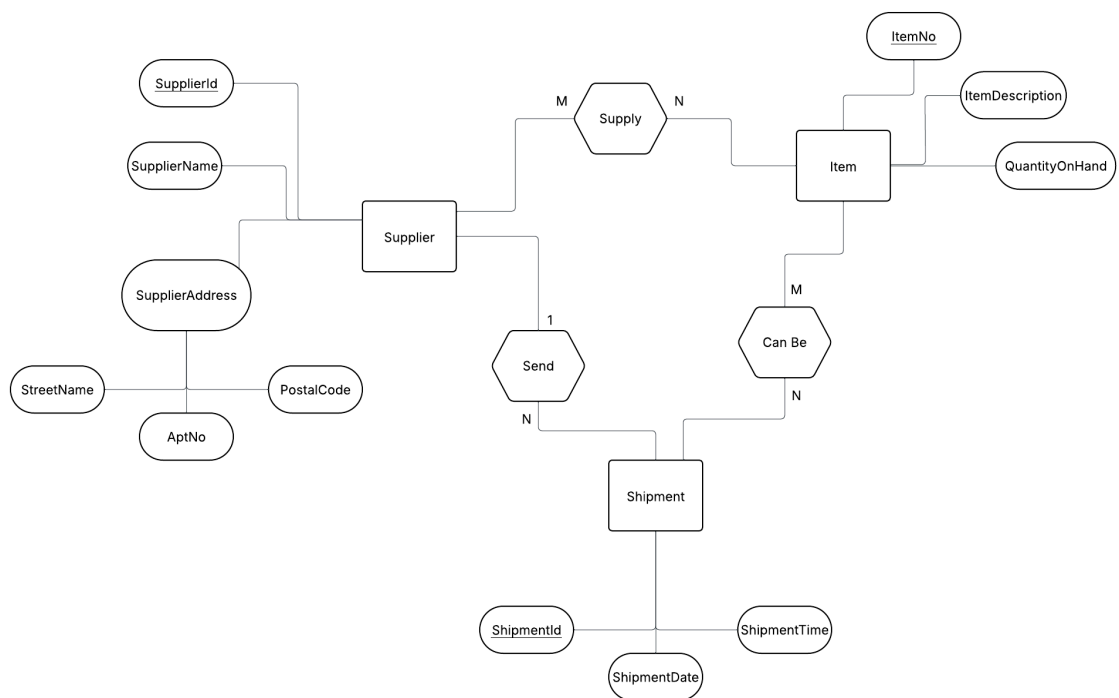 ItemNo
SupplierId
ItemDescription
M
N
Supply
SupplierName
Item
QuantityOnHand
Supplier
SupplierAddress
M
1
Can Be
Send
StreetName
PostalCode
N
N
AptNo
Shipment
ShipmentId
ShipmentTime
ShipmentDate